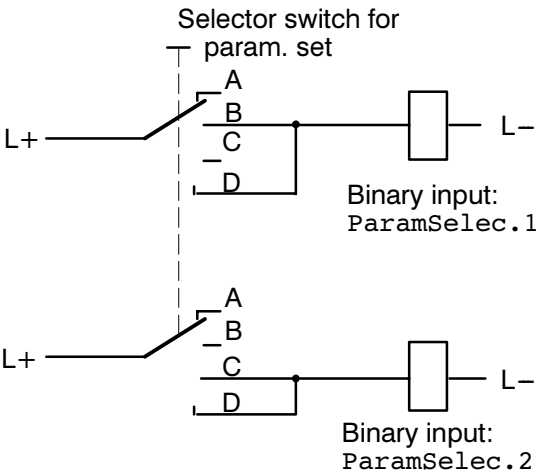 Selector switch for
param. set
A
B
L+
L−
C
D
Binary input:
ParamSelec.1
A
B
L+
C
L−
D
Binary input:
ParamSelec.2